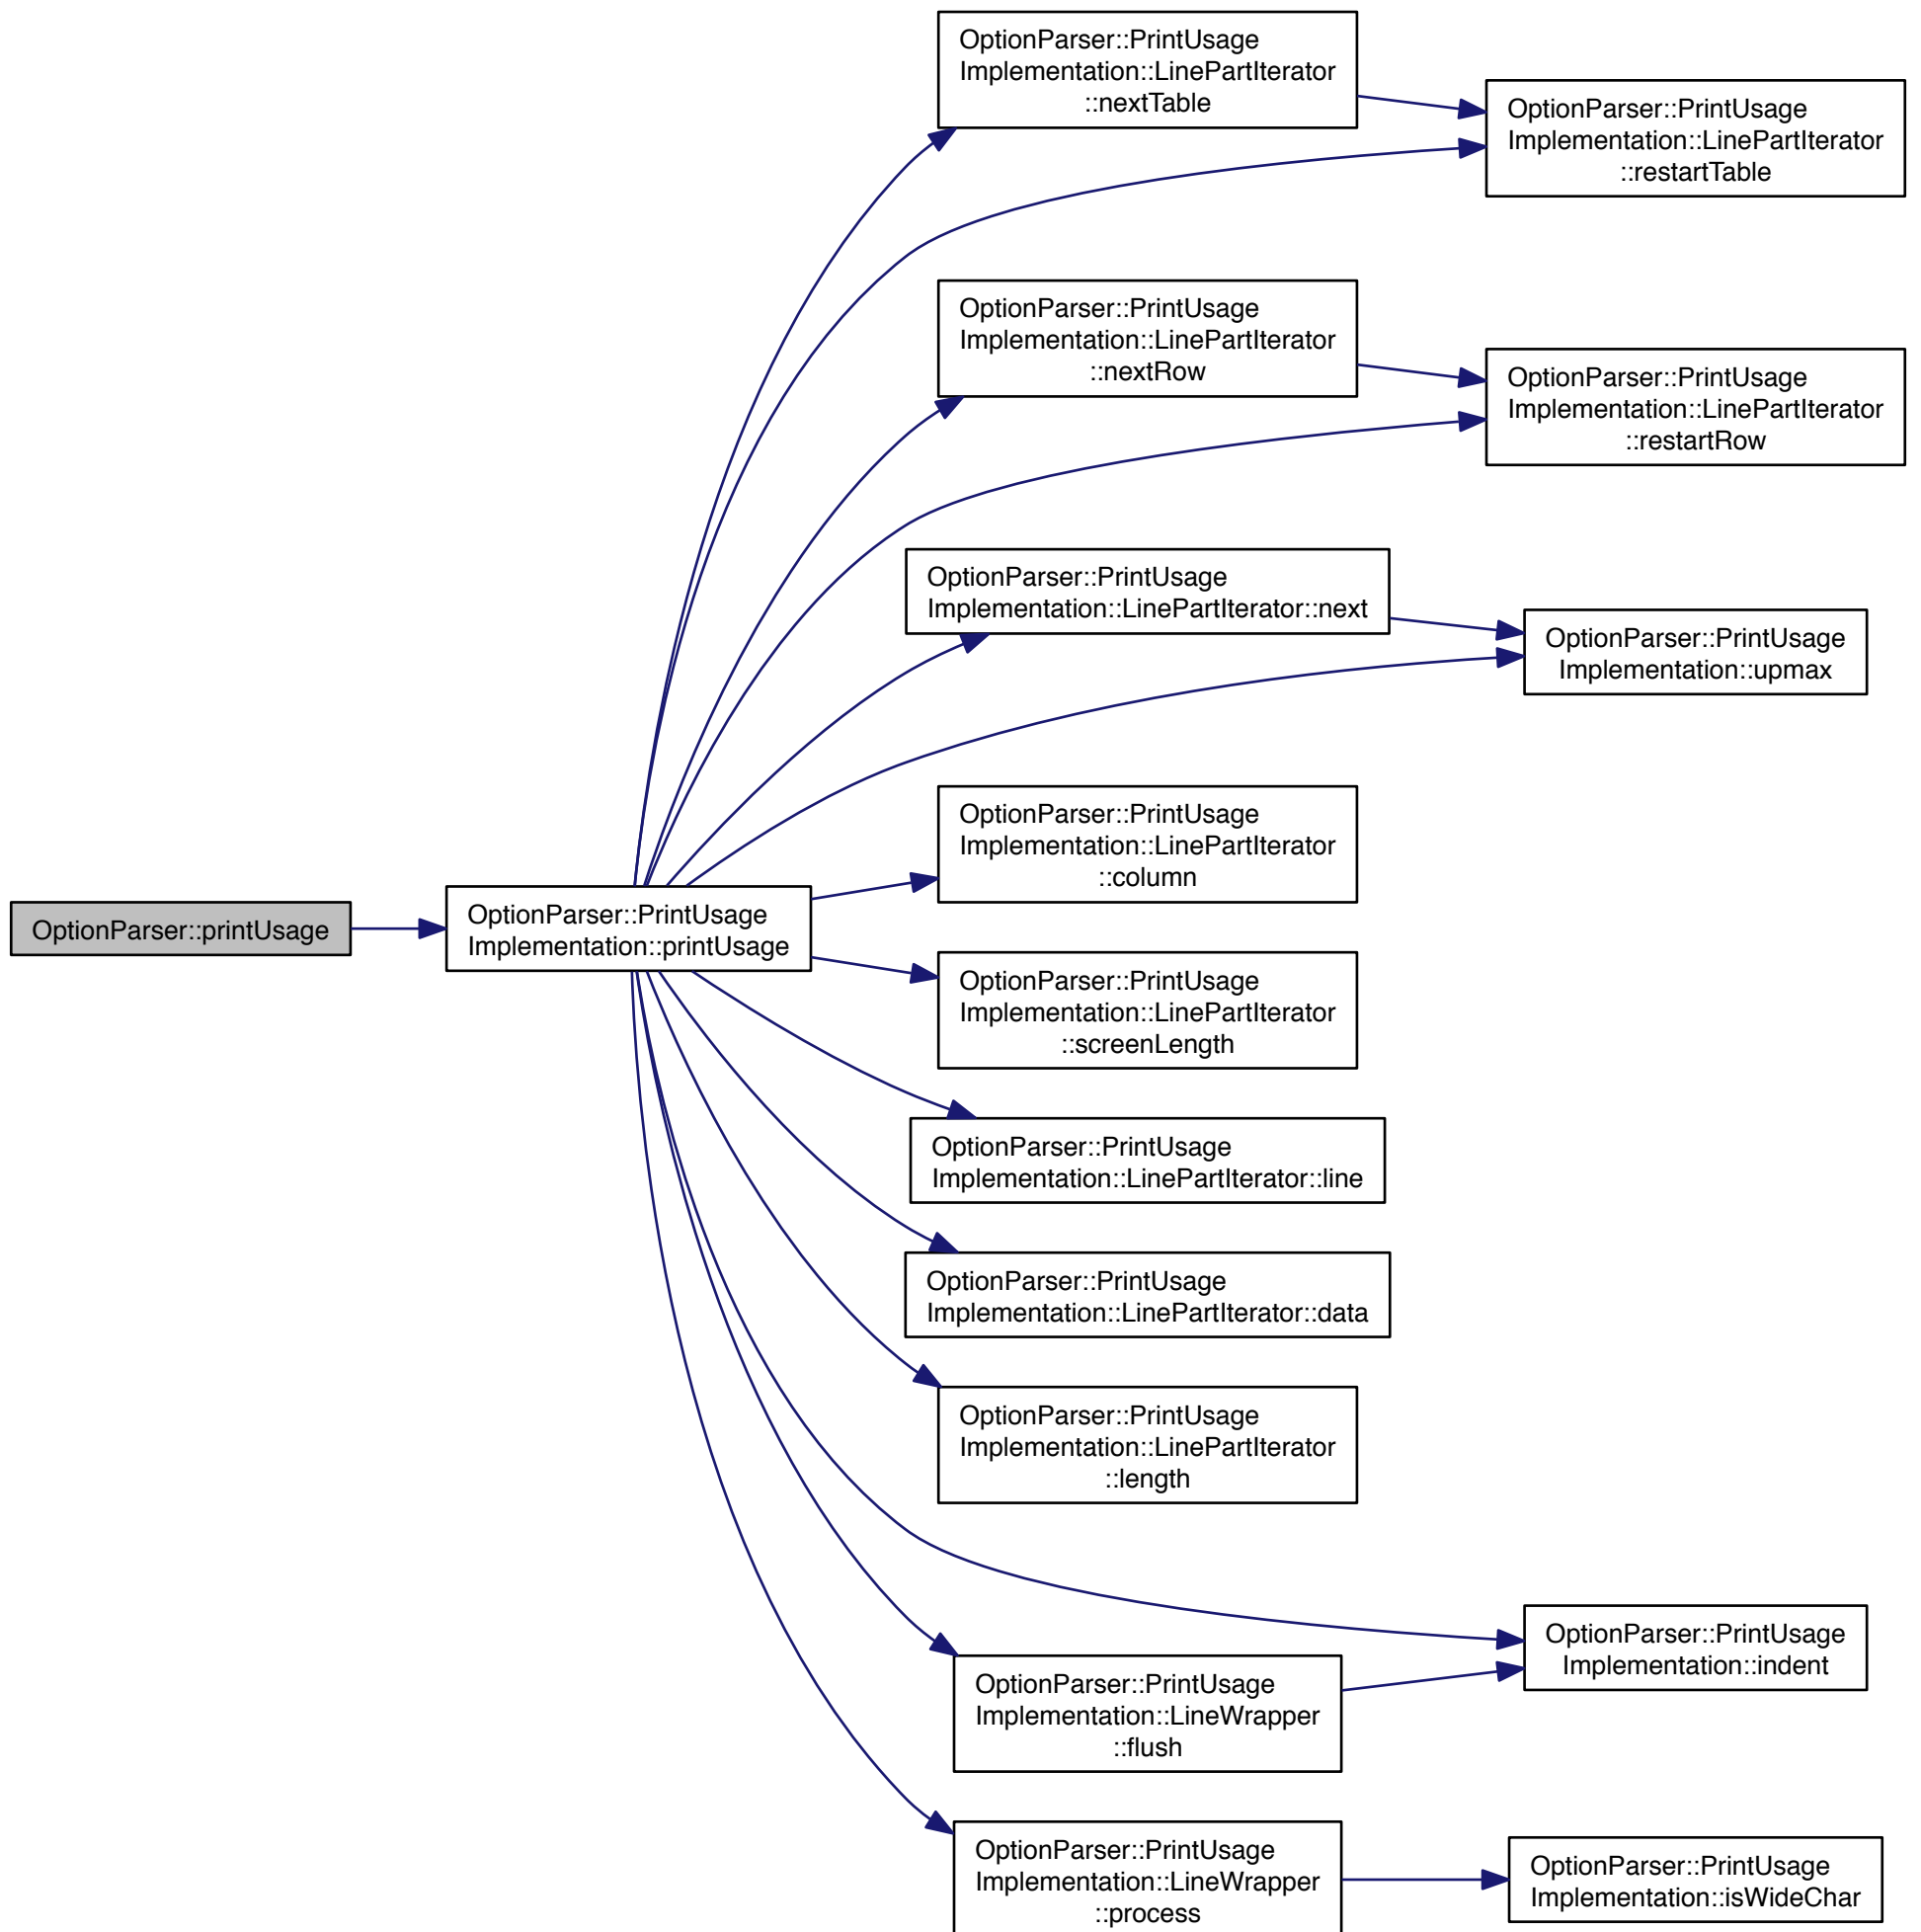 OptionParser::PrintUsage
Implementation::LinePartIterator
::nextTable
OptionParser::PrintUsage
Implementation::LinePartIterator
::restartTable
OptionParser::PrintUsage
Implementation::LinePartIterator
::nextRow
OptionParser::PrintUsage
Implementation::LinePartIterator
::restartRow
OptionParser::PrintUsage
Implementation::LinePartIterator::next
OptionParser::PrintUsage
Implementation::upmax
OptionParser::PrintUsage
Implementation::LinePartIterator
::column
OptionParser::printUsage
OptionParser::PrintUsage
Implementation::printUsage
OptionParser::PrintUsage
Implementation::LinePartIterator
::screenLength
OptionParser::PrintUsage
Implementation::LinePartIterator::line
OptionParser::PrintUsage
Implementation::LinePartIterator::data
OptionParser::PrintUsage
Implementation::LinePartIterator
::length
OptionParser::PrintUsage
Implementation::indent
OptionParser::PrintUsage
Implementation::LineWrapper
::flush
OptionParser::PrintUsage
Implementation::LineWrapper
::process
OptionParser::PrintUsage
Implementation::isWideChar